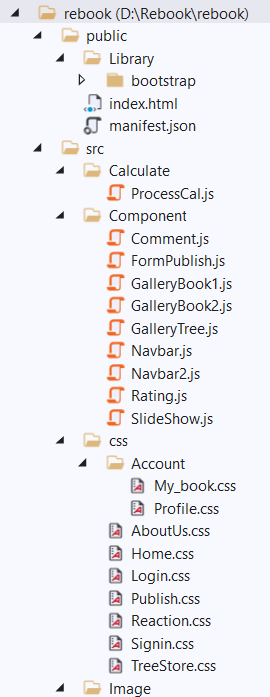 rebook (D:\Rebook\rebook)
public
Library
bootstrap
index.html
manifest.json
src
Calculate
ProcessCal.js
Component
Comment.js
FormPublish.js
GalleryBook1.js
GalleryBook2.js
GalleryTree.js
Navbar.js
Navbar2.js
Rating.js
SlideShow.js
css
Account
My_book.css
Profile.css
AboutUs.css
Home.css
Login.css
Publish.css
Reaction.css
Signin.css
TreeStore.css
Image